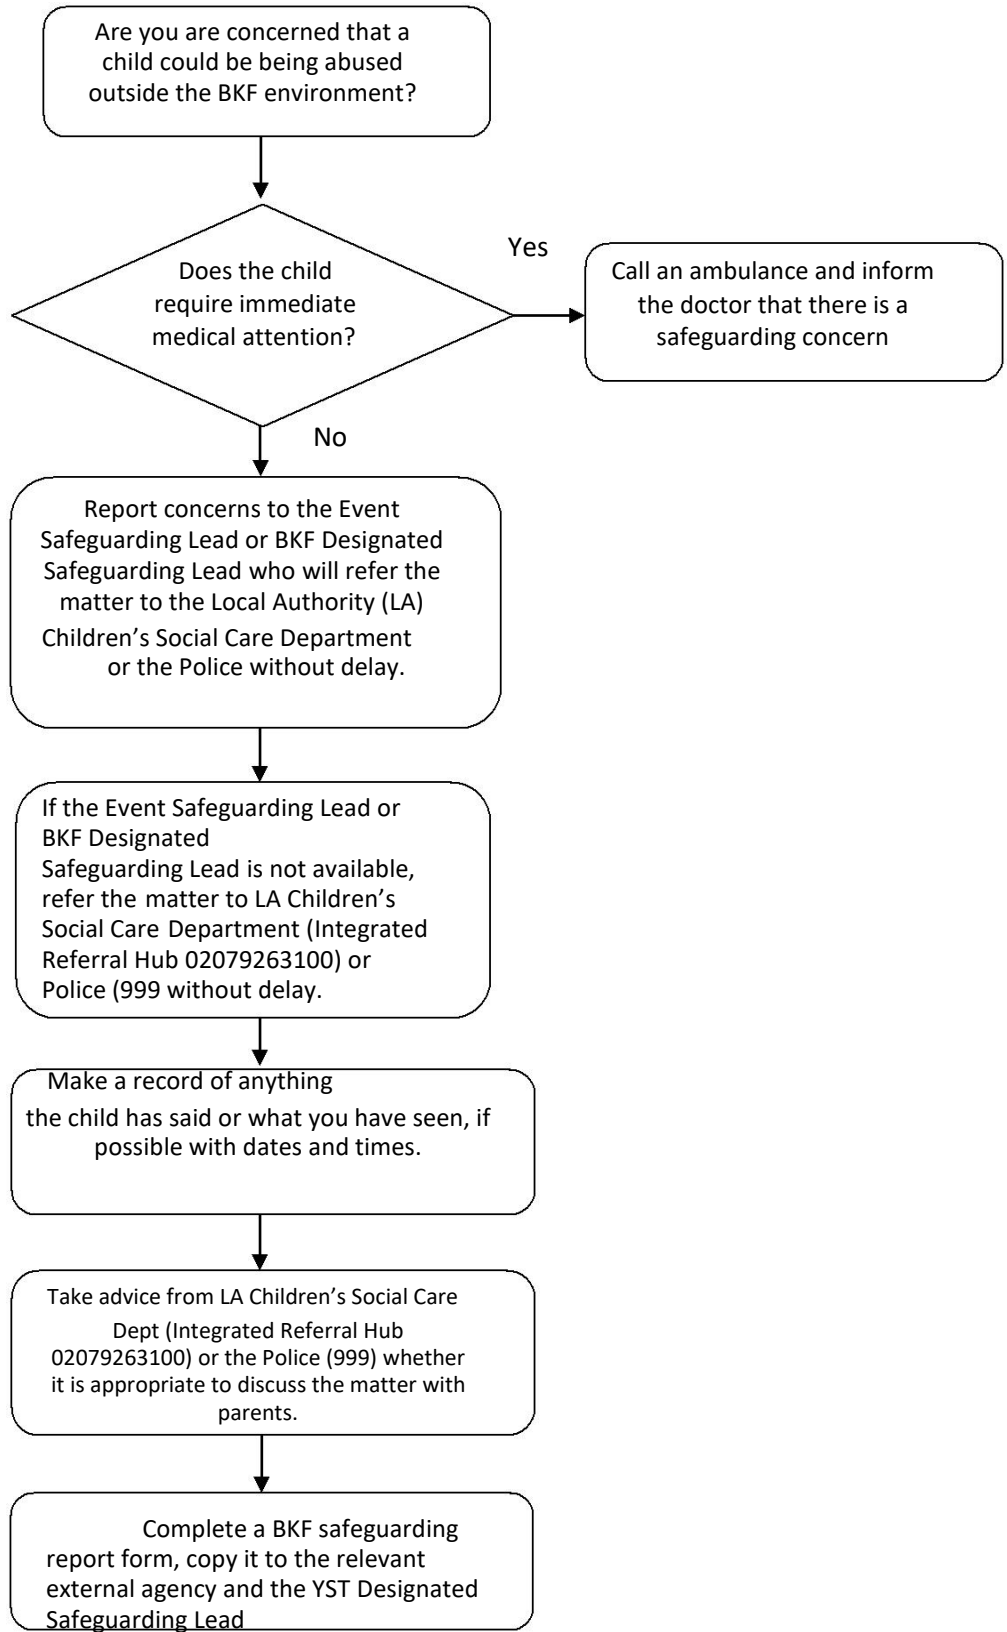 Are you are concerned that a
child could be being abused
outside the BKF environment?
Does the child
require immediate
medical attention?
Yes
Call an ambulance and inform
the doctor that there is a
safeguarding concern
No
Report concerns to the Event
Safeguarding Lead or BKF Designated
Safeguarding Lead who will refer the
matter to the Local Authority (LA)
Children’s Social Care Department
or the Police without delay.
If the Event Safeguarding Lead or
BKF Designated
Safeguarding Lead is not available,
refer the matter to LA Children’s
Social Care Department (Integrated
Referral Hub 02079263100) or
Police (999 without delay.
Make a record of anything
the child has said or what you have seen, if
possible with dates and times.
Take advice from LA Children’s Social Care
Dept (Integrated Referral Hub
02079263100) or the Police (999) whether
it is appropriate to discuss the matter with
parents.
Complete a BKF safeguarding
report form, copy it to the relevant
external agency and the YST Designated
Safeguarding Lead